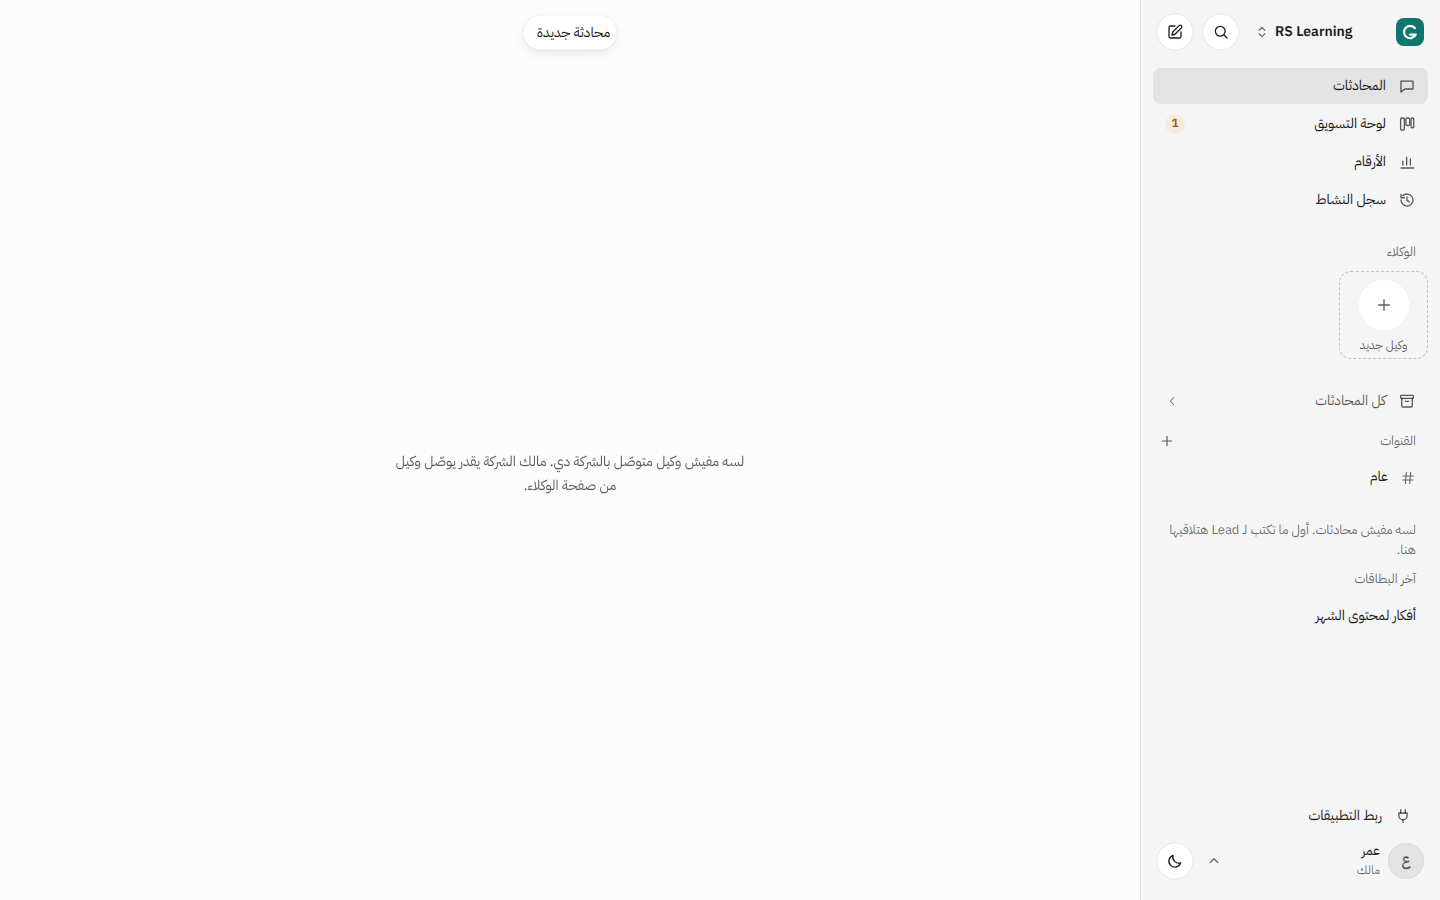 RS Learning
المحادثات
لوحة التسويق
1
الأرقام
سجل النشاط
الوكلاء
وكيل جديد
كل المحادثات
القنوات
عام
لسه مفيش محادثات. أول ما تكتب لـ Lead هتلاقيها
هنا.
آخر البطاقات
أفكار لمحتوى الشهر
ربط التطبيقات
ع
عمر
مالك
محادثة جديدة
لسه مفيش وكيل متوصّل بالشركة دي. مالك الشركة يقدر يوصّل وكيل
من صفحة الوكلاء.